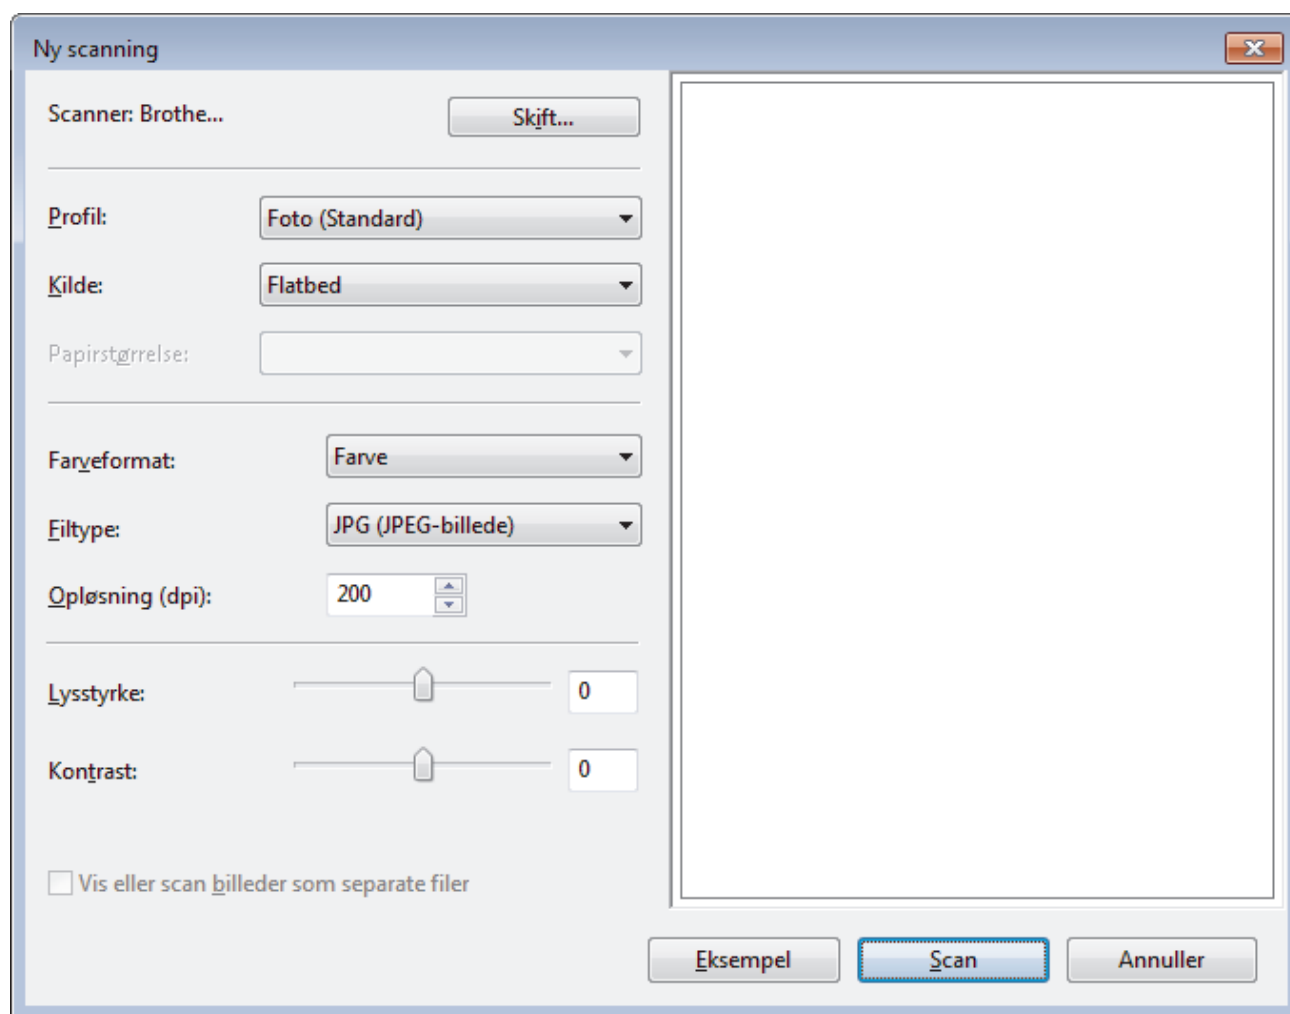 Ny scanning
Scanner: Brothe...
Skift...
Profil:
Foto (Standard)
Kilde:
Flatbed
Papirstørrelse:
Farveformat:
Farve
Filtype:
JPG (JPEG-billede)
Opløsning (dpi):
200
Lysstyrke:
0
Kontrast:
0
Vis eller scan billeder som separate filer
Eksempel
Scan
Annuller